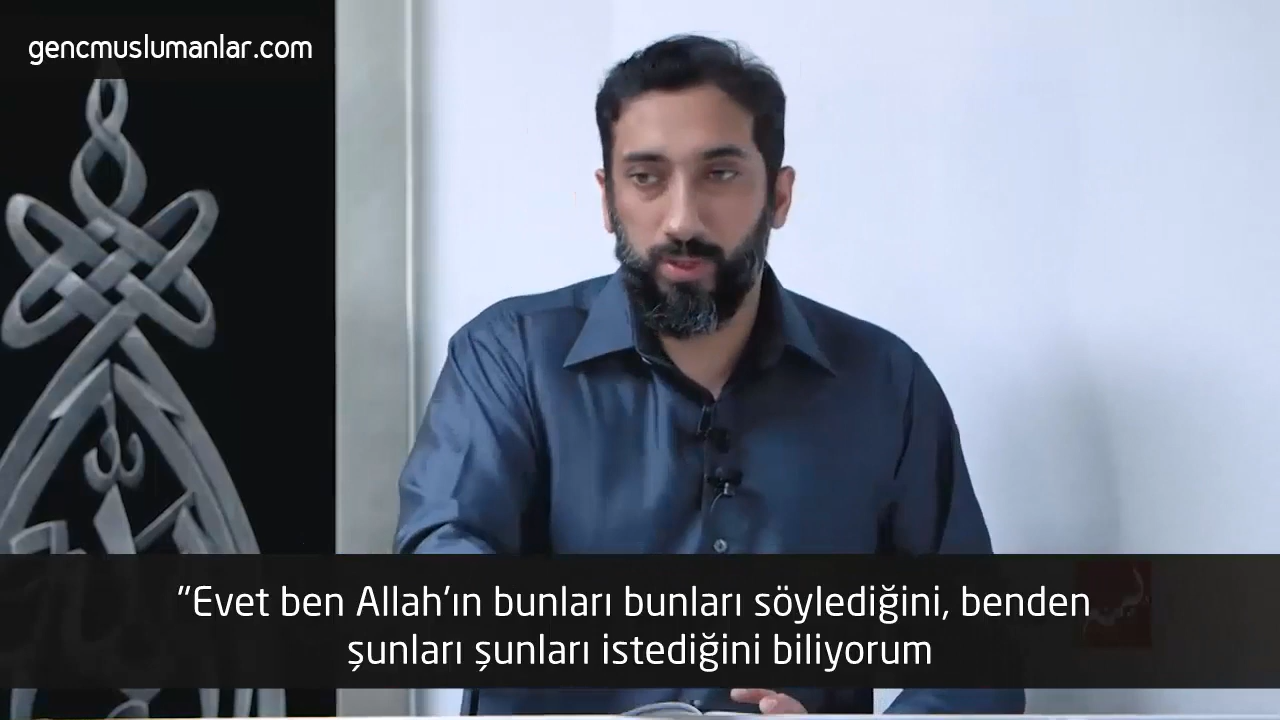 gencmuslumanlar.com
"Evet ben Allah'ın bunları bunları söylediğini, benden
şunları şunları istediğini biliyorum